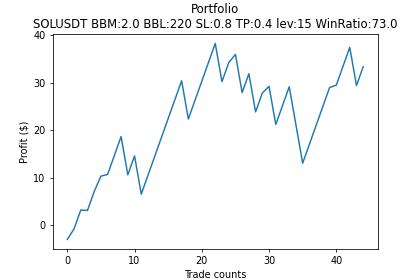 Portfolio
SOLUSDT BBM:2.0 BBL:220 SL:0.8 TP:0.4 lev:15 WinRatio:73.0
40
30
20
10
0
Profit ($)
0
10
20
30
40
Trade counts